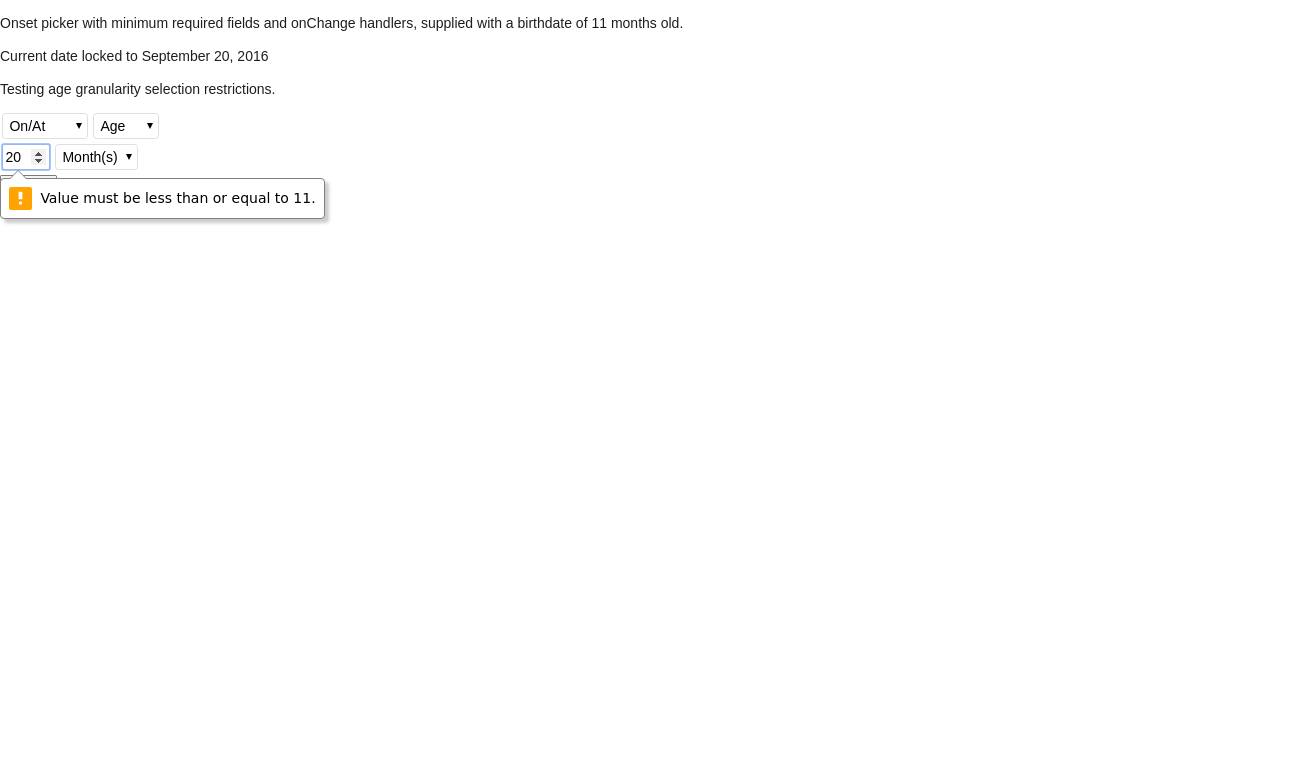 Onset picker with minimum required fields and onChange handlers, supplied with a birthdate of 11 months old.
Current date locked to September 20, 2016
Testing age granularity selection restrictions.
On/At Age
20 Month(s)
Value must be less than or equal to 11.